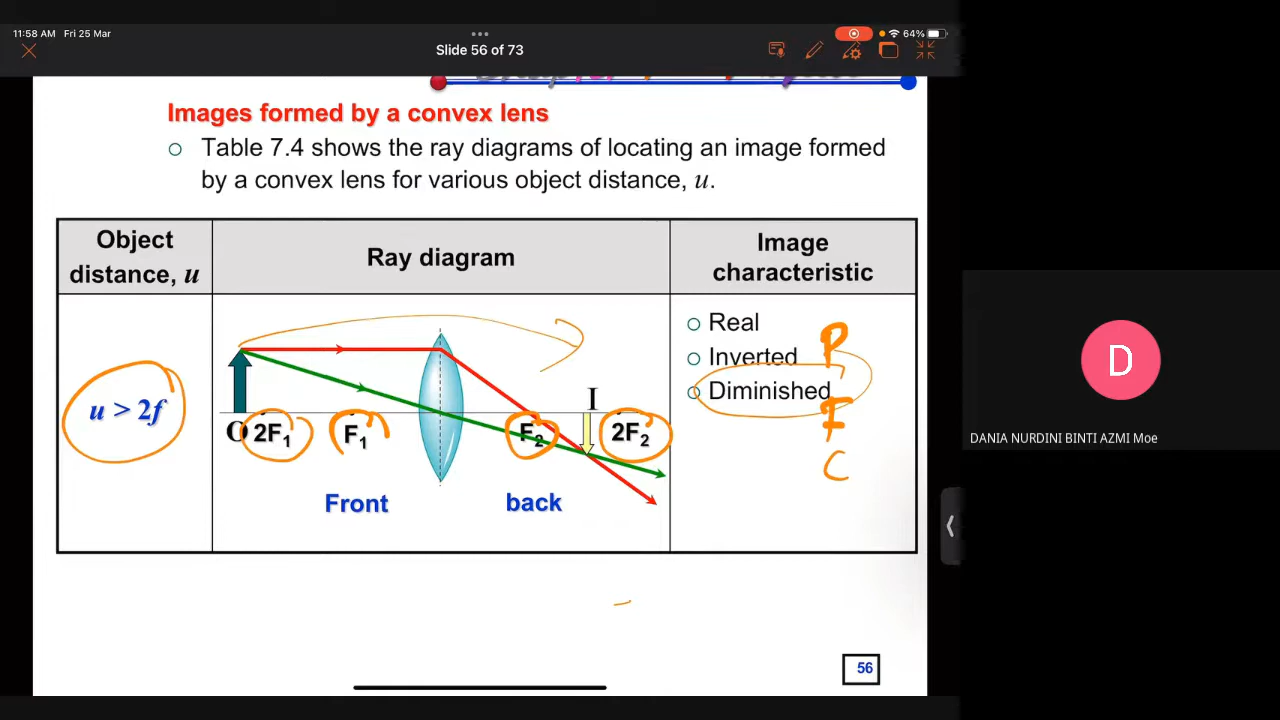 11:58 AM Fri 25 Mar
64%
Slide 56 of 73
Images formed by a convex lens
Table 7.4 shows the ray diagrams of locating an image formed
by a convex lens for various object distance, u.
Object
distance, u
Ray diagram
Image
characteristic
u > 2f
O 2F1 F1 F2 I 2F2
Front back
Real
Inverted
Diminished
P
F
C
56
D
DANIA NURDINI BINTI AZMI Moe